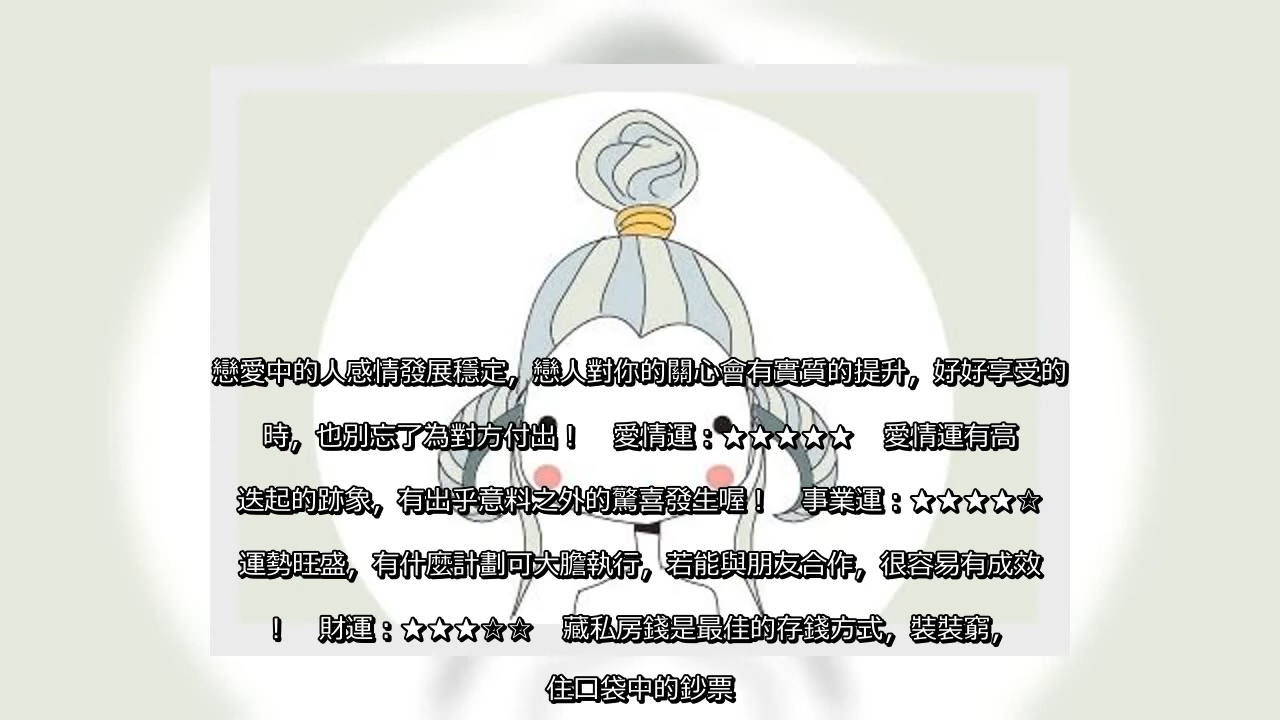 戀愛中的人感情發展穩定，戀人對你的關心會有實質的提升，好好享受的
時，也別忘了為對方付出！ 愛情運：★★★★★ 愛情運有高
迭起的跡象，有出乎意料之外的驚喜發生喔！ 事業運：★★★★☆
運勢旺盛，有什麼計劃可大膽執行，若能與朋友合作，很容易有成效
！ 財運：★★★☆☆ 藏私房錢是最佳的存錢方式，裝裝窮，
住口袋中的鈔票